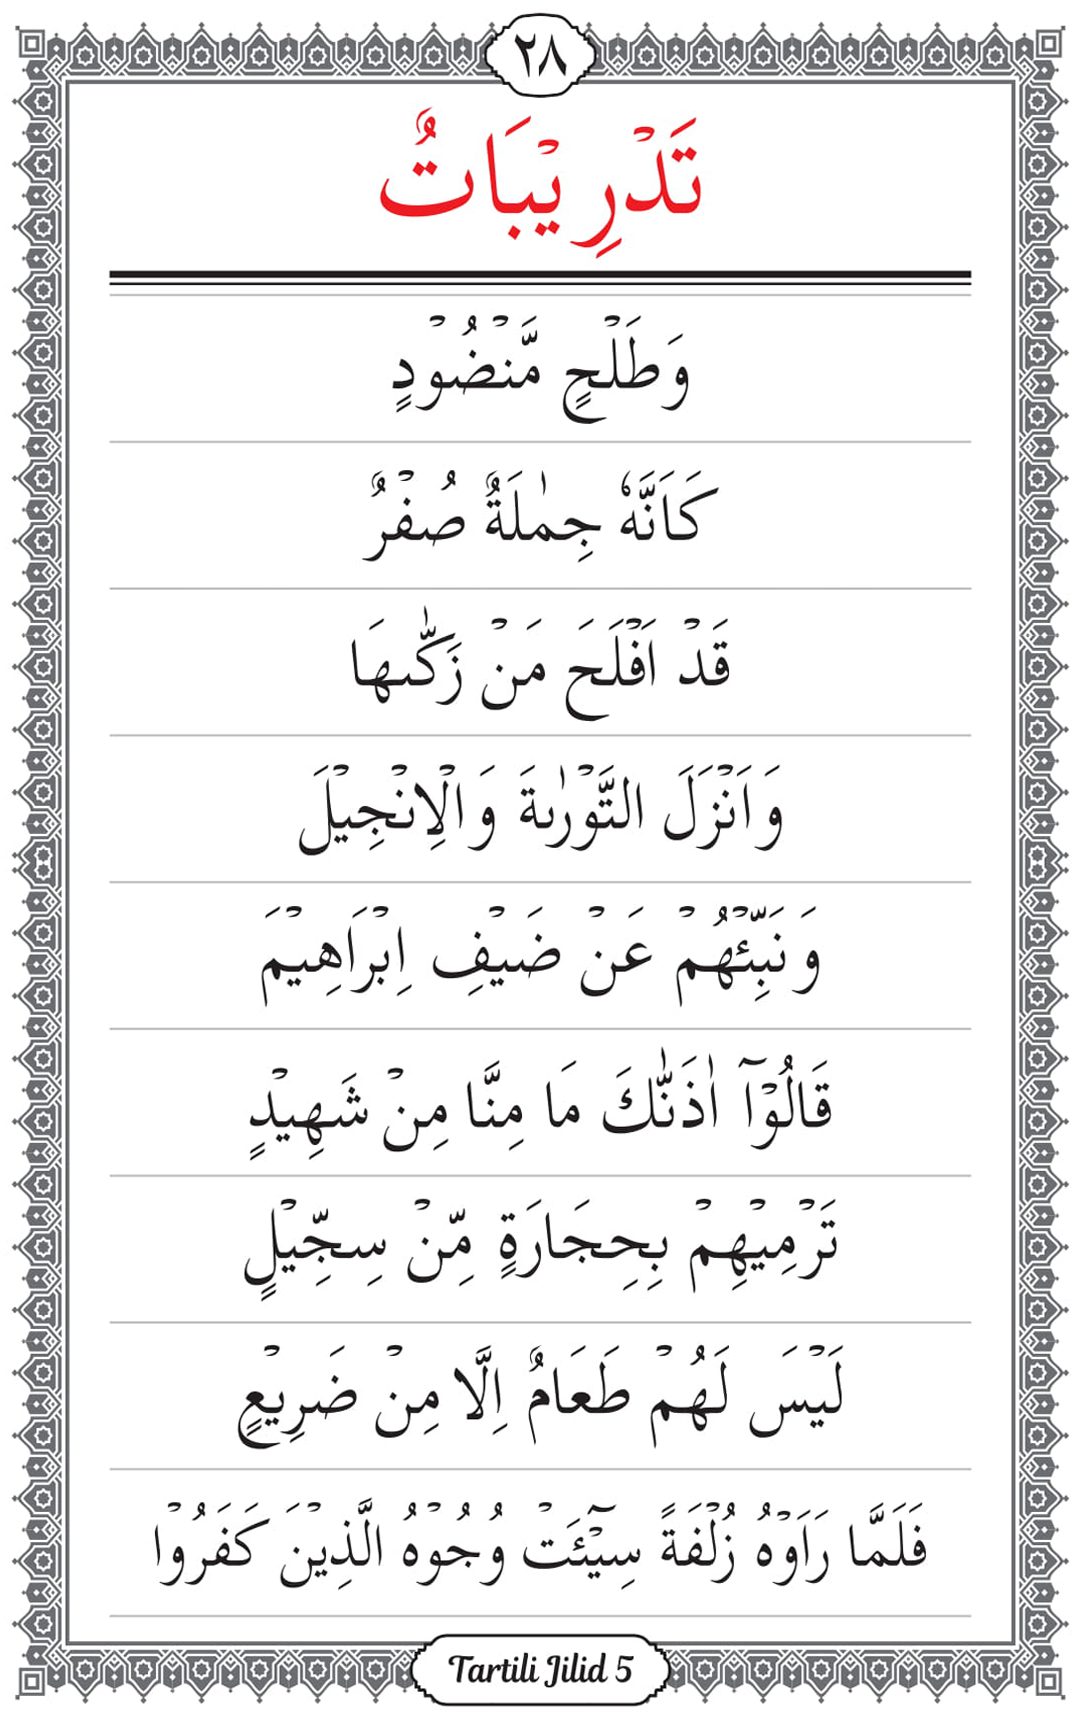 ٢٨
تَدْرِيْبَاتٌ
وَطَلْحٍ مَّنْضُوْدٍ
كَاَنَّهٗ جِمٰلَةٌ صُفْرٌ
قَدْ اَفْلَحَ مَنْ زَكّٰىهَا
وَاَنْزَلَ التَّوْرٰىةَ وَالْاِنْجِيْلَ
وَنَبِّئْهُمْ عَنْ ضَيْفِ اِبْرَاهِيْمَ
قَالُوْٓا اٰذَنّٰكَ مَا مِنَّا مِنْ شَهِيْدٍ
تَرْمِيْهِمْ بِحِجَارَةٍ مِّنْ سِجِّيْلٍ
لَيْسَ لَهُمْ طَعَامٌ اِلَّا مِنْ ضَرِيْعٍ
فَلَمَّا رَاَوْهُ زُلْفَةً سِيْٓئَتْ وُجُوْهُ الَّذِيْنَ كَفَرُوْا
Tartili Jilid 5